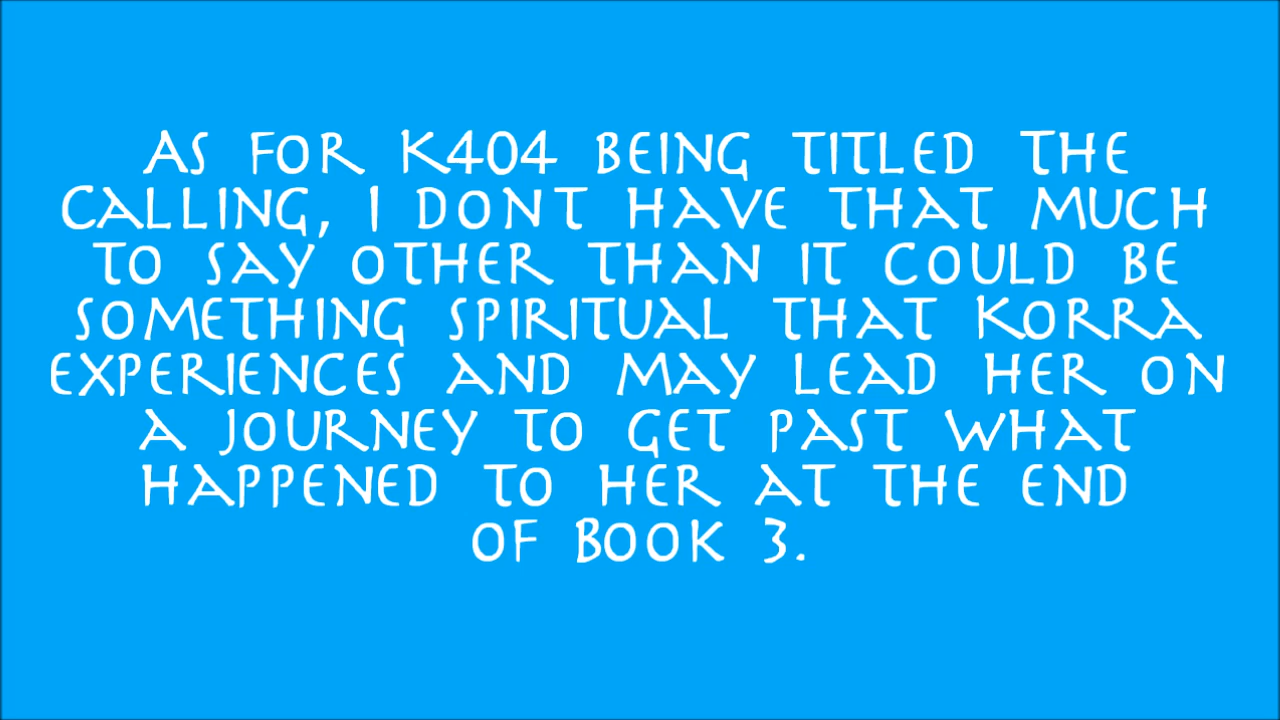 As for K404 being titled The
Calling, I dont have that much
to say other than it could be
something spiritual that Korra
experiences and may lead her on
a journey to get past what
happened to her at the end
of Book 3.